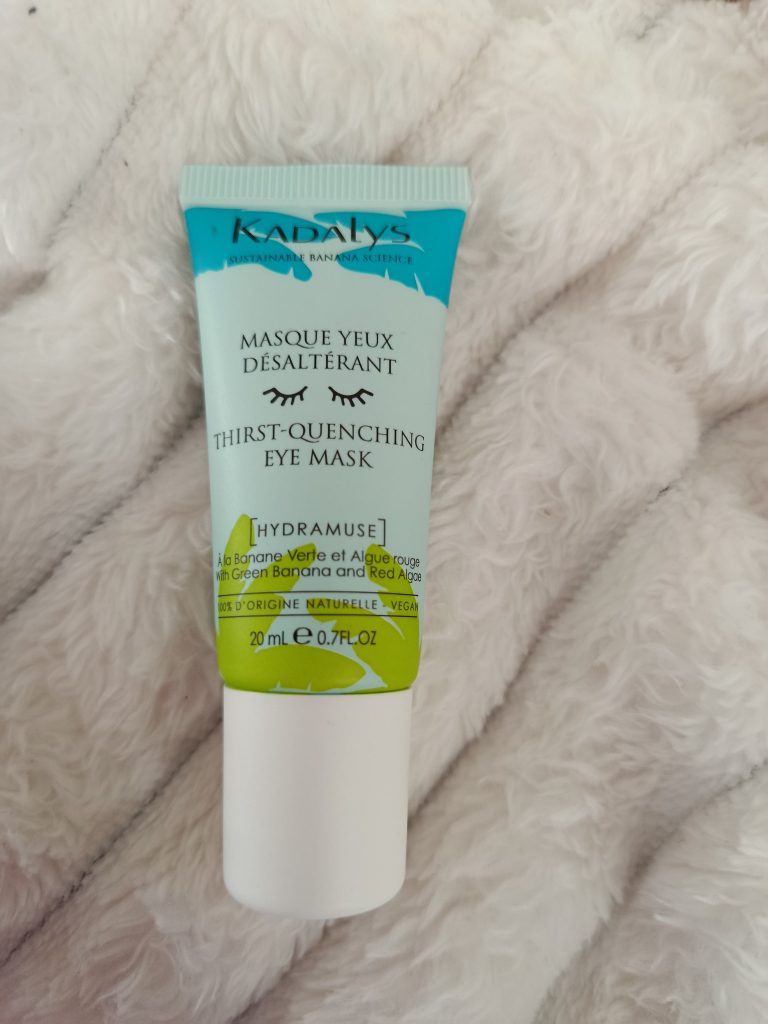 KADALYS
SUSTAINABLE BANANA SCIENCE
MASQUE YEUX
DÉSALTÉRANT
THIRST-QUENCHING
EYE MASK
[HYDRAMUSE]
À la Banane Verte et Algue rouge
With Green Banana and Red Algae
100% D'ORIGINE NATURELLE - VEGAN
20 mL ℮ 0.7FL.OZ